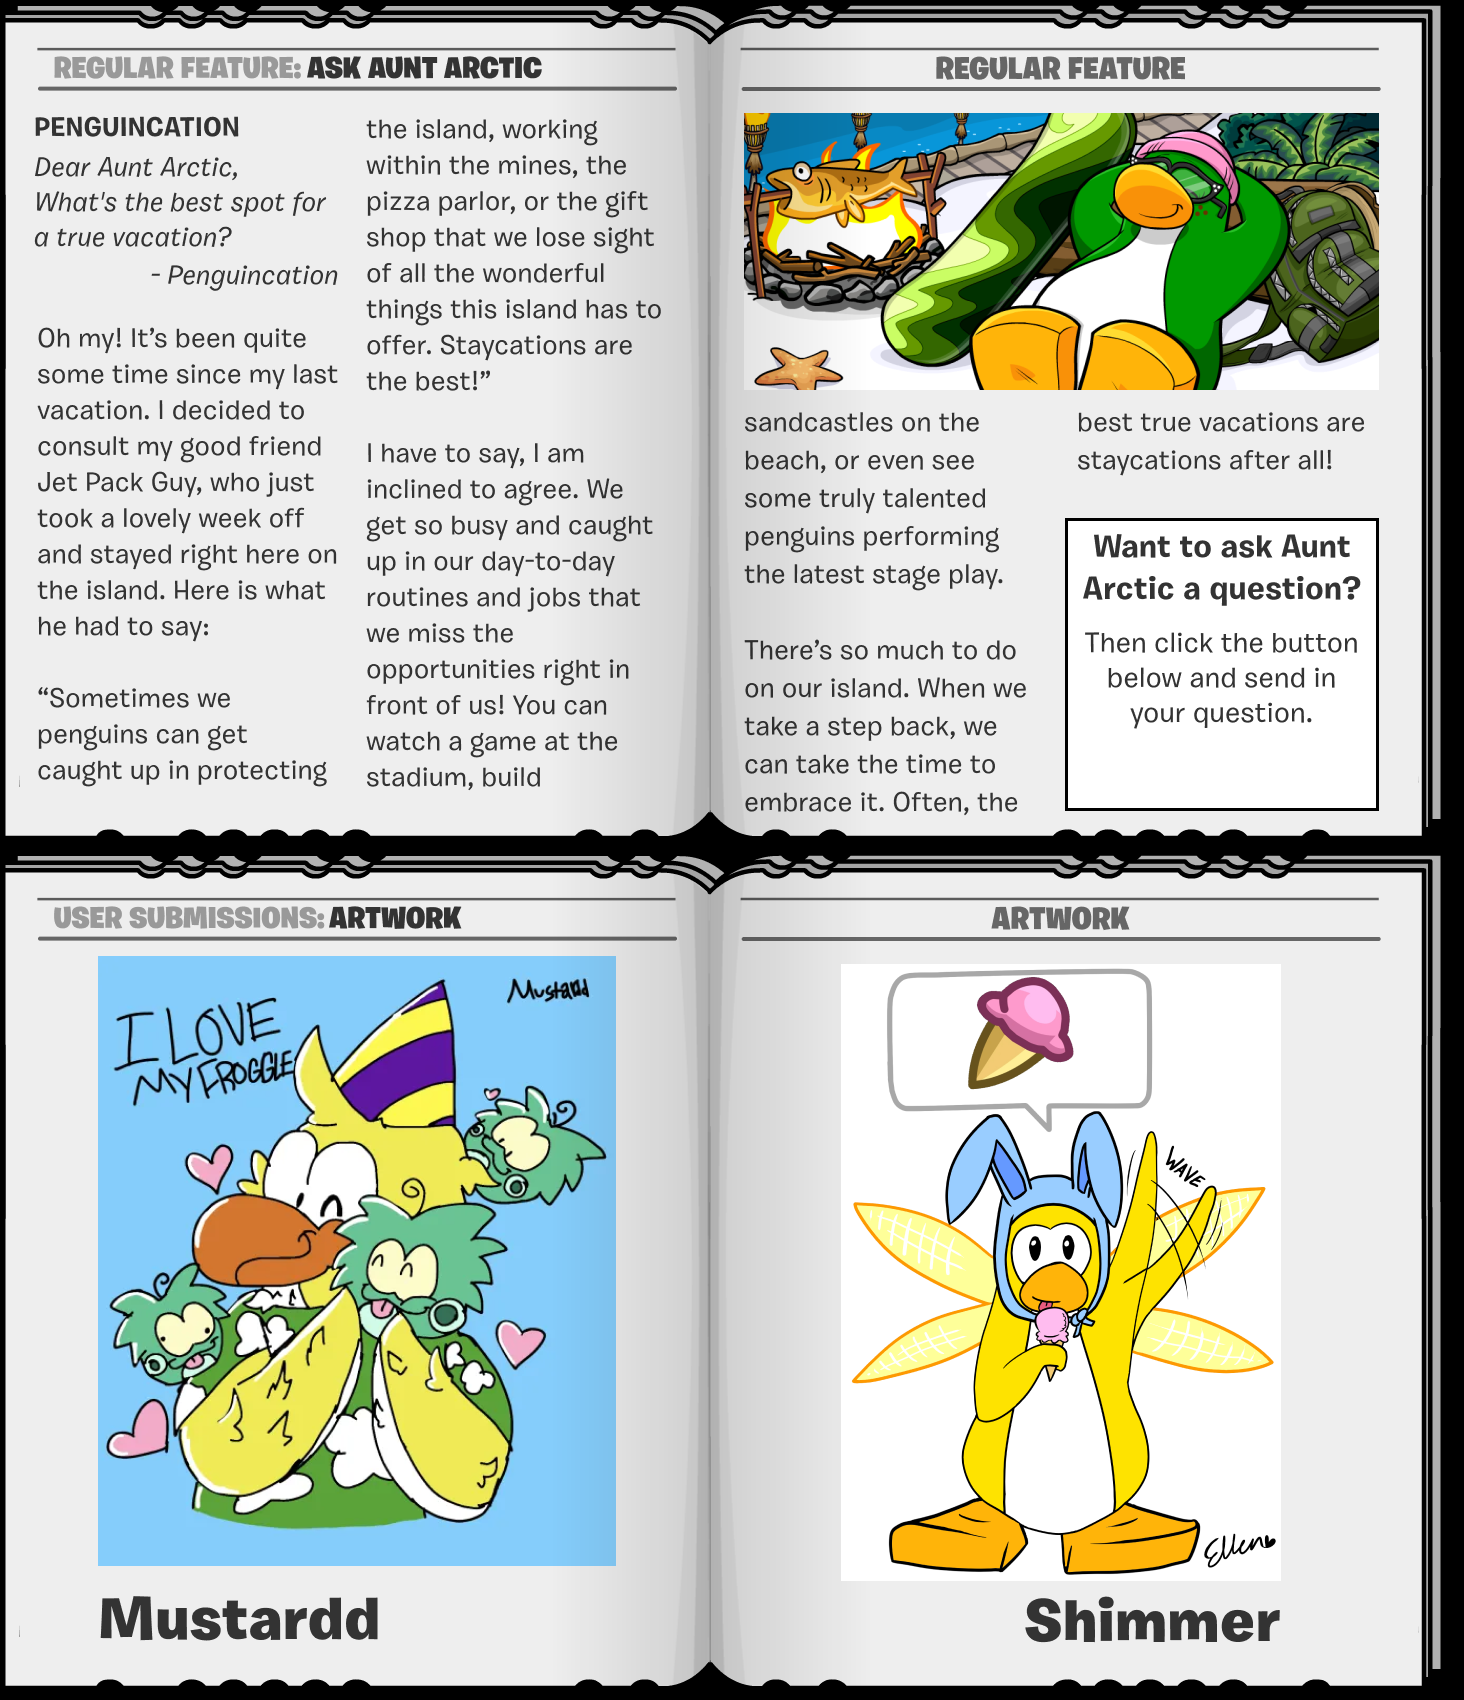 REGULAR FEATURE: ASK AUNT ARCTIC
PENGUINCATION
Dear Aunt Arctic,
What's the best spot for
a true vacation?
- Penguincation
Oh my! It’s been quite
some time since my last
vacation. I decided to
consult my good friend
Jet Pack Guy, who just
took a lovely week off
and stayed right here on
the island. Here is what
he had to say:
“Sometimes we
penguins can get
caught up in protecting
the island, working
within the mines, the
pizza parlor, or the gift
shop that we lose sight
of all the wonderful
things this island has to
offer. Staycations are
the best!”
I have to say, I am
inclined to agree. We
get so busy and caught
up in our day-to-day
routines and jobs that
we miss the
opportunities right in
front of us! You can
watch a game at the
stadium, build
REGULAR FEATURE
sandcastles on the
beach, or even see
some truly talented
penguins performing
the latest stage play.
There’s so much to do
on our island. When we
take a step back, we
can take the time to
embrace it. Often, the
best true vacations are
staycations after all!
Want to ask Aunt
Arctic a question?
Then click the button
below and send in
your question.
USER SUBMISSIONS: ARTWORK
Mustardd
I LOVE
MY FROGGLE
Mustardd
ARTWORK
WAVE
Ellen
Shimmer